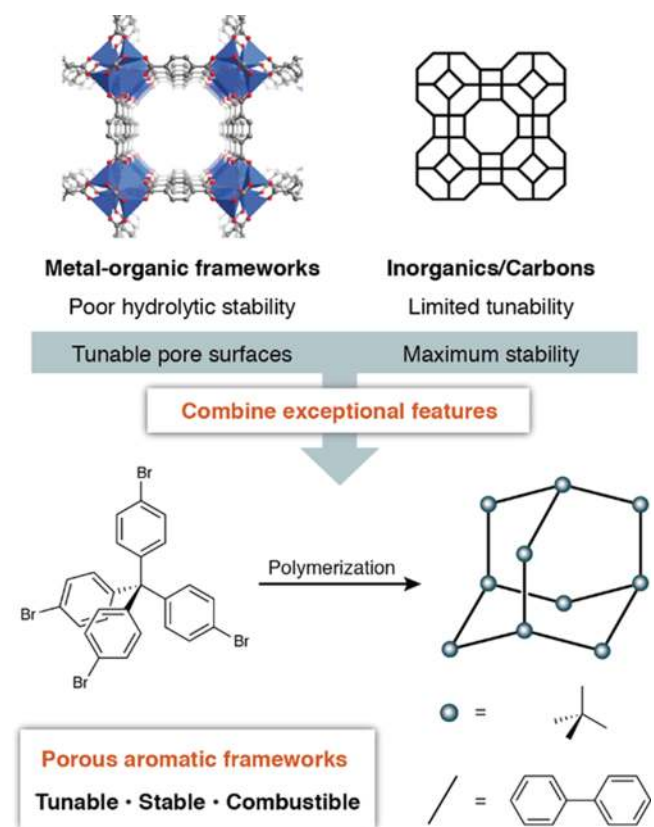 Metal-organic frameworks
Inorganics/Carbons
Poor hydrolytic stability
Limited tunability
Tunable pore surfaces
Maximum stability
Combine exceptional features
Br
Br
Br
Br
Polymerization
=
=
Porous aromatic frameworks
Tunable · Stable · Combustible